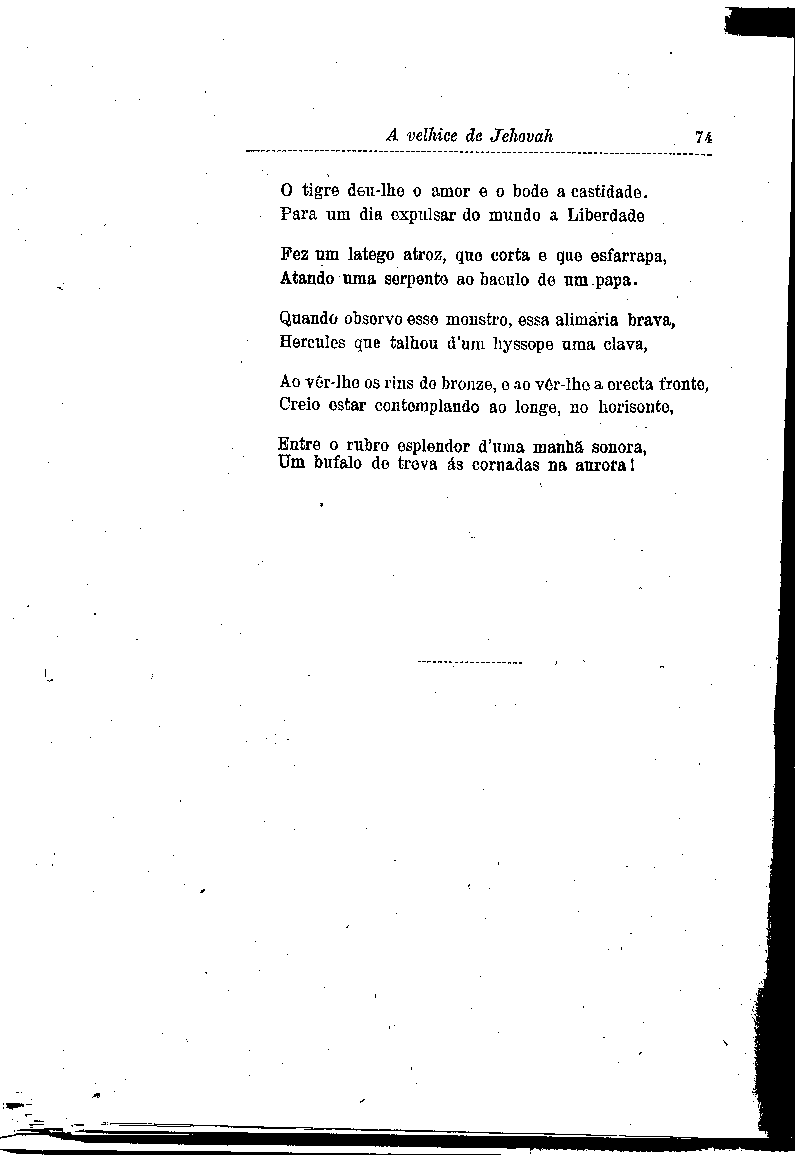 A velhice de Jehovah 74
O tigre deu-lhe o amor e o bode a castidade.
Para um dia expulsar do mundo a Liberdade
Fez um latego atroz, que corta e que esfarrapa,
Atando uma serpente ao baculo de um papa.
Quando observo esse monstro, essa alimaria brava,
Hercules que talhou d'um hyssope uma clava,
Ao vêr-lhe os rins de bronze, e ao vêr-lhe a erecta fronte,
Creio estar contemplando ao longe, no horisonte,
Entre o rubro esplendor d'uma manhã sonora,
Um bufalo de treva ás cornadas na aurora!